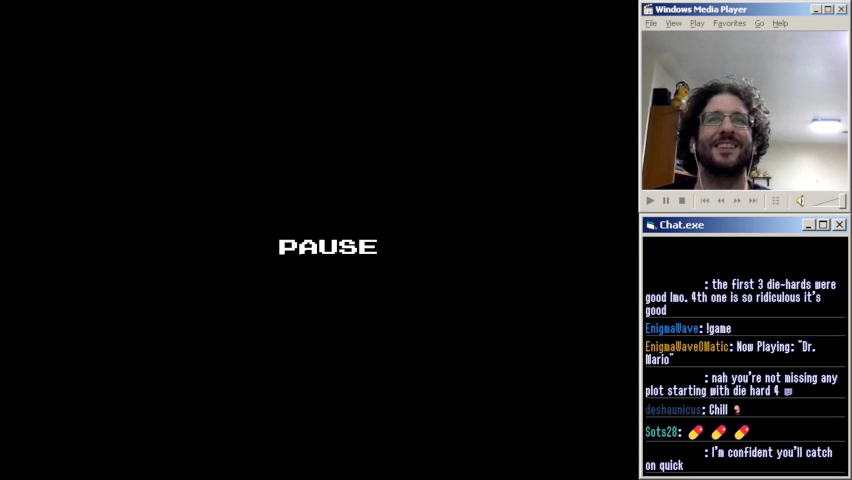 PAUSE
Windows Media Player
File View Play Favorites Go Help
Chat.exe
: the first 3 die-hards were
good Imo. 4th one is so ridiculous it's
good
EnigmaWave: !game
EnigmaWaveOMatic: Now Playing: "Dr.
Mario"
: nah you're not missing any
plot starting with die hard 4
deshaunicus: Chill
Sots28:
: I'm confident you'll catch
on quick